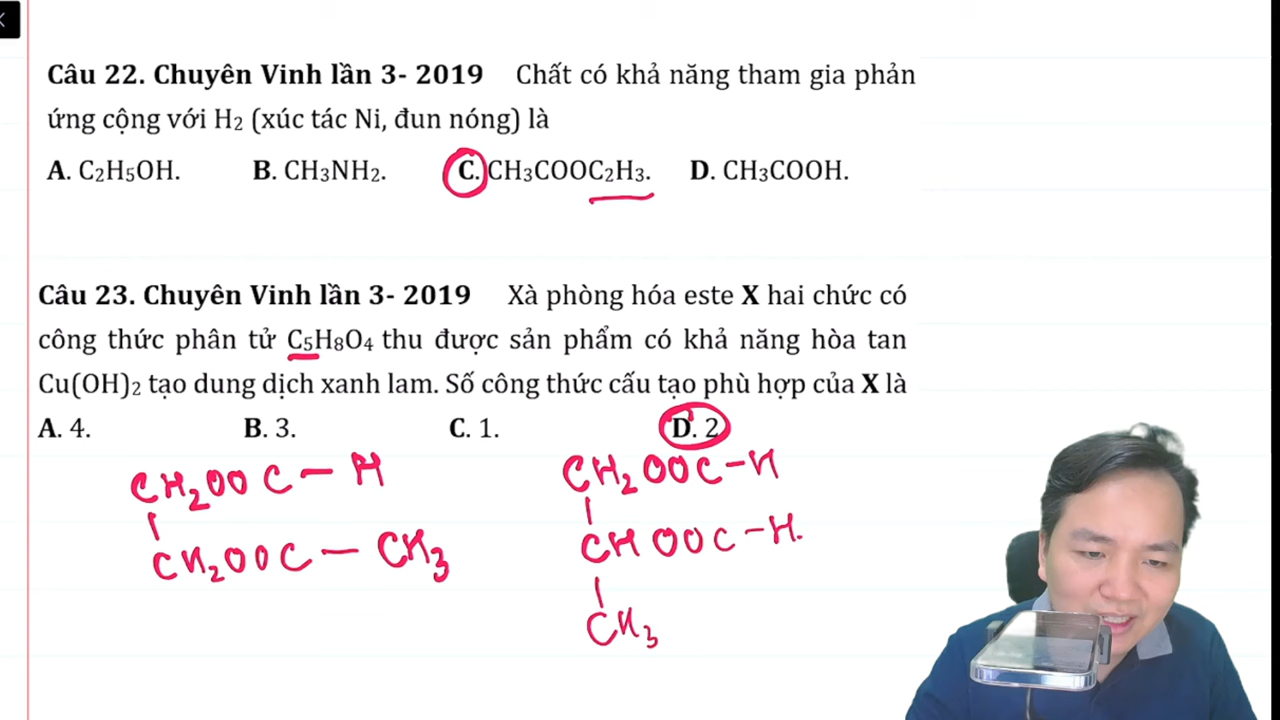 Câu 22. Chuyên Vinh lần 3- 2019 Chất có khả năng tham gia phản
ứng cộng với H₂ (xúc tác Ni, đun nóng) là
A. C₂H₅OH. B. CH₃NH₂. C. CH₃COOC₂H₃. D. CH₃COOH.
Câu 23. Chuyên Vinh lần 3- 2019 Xà phòng hóa este X hai chức có
công thức phân tử C₅H₈O₄ thu được sản phẩm có khả năng hòa tan
Cu(OH)₂ tạo dung dịch xanh lam. Số công thức cấu tạo phù hợp của X là
A. 4. B. 3. C. 1. D. 2
CH₂OOC – H
CH₂OOC – CH₃
CH₂OOC–H
CHOOC–H.
CH₃